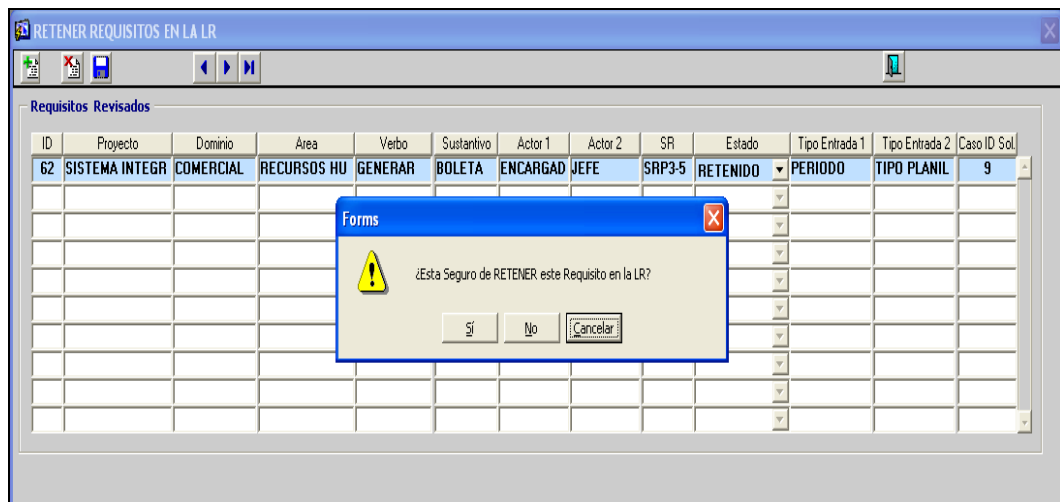 RETENER REQUISITOS EN LA LR
Requisitos Revisados
ID Proyecto Dominio Area Verbo Sustantivo Actor 1 Actor 2 SR Estado Tipo Entrada 1 Tipo Entrada 2 Caso ID Sol.
62 SISTEMA INTEGR COMERCIAL RECURSOS HU GENERAR BOLETA ENCARGAD JEFE SRP3-5 RETENIDO PERIODO TIPO PLANIL 9
Forms
¿Esta Seguro de RETENER este Requisito en la LR?
Sí No Cancelar